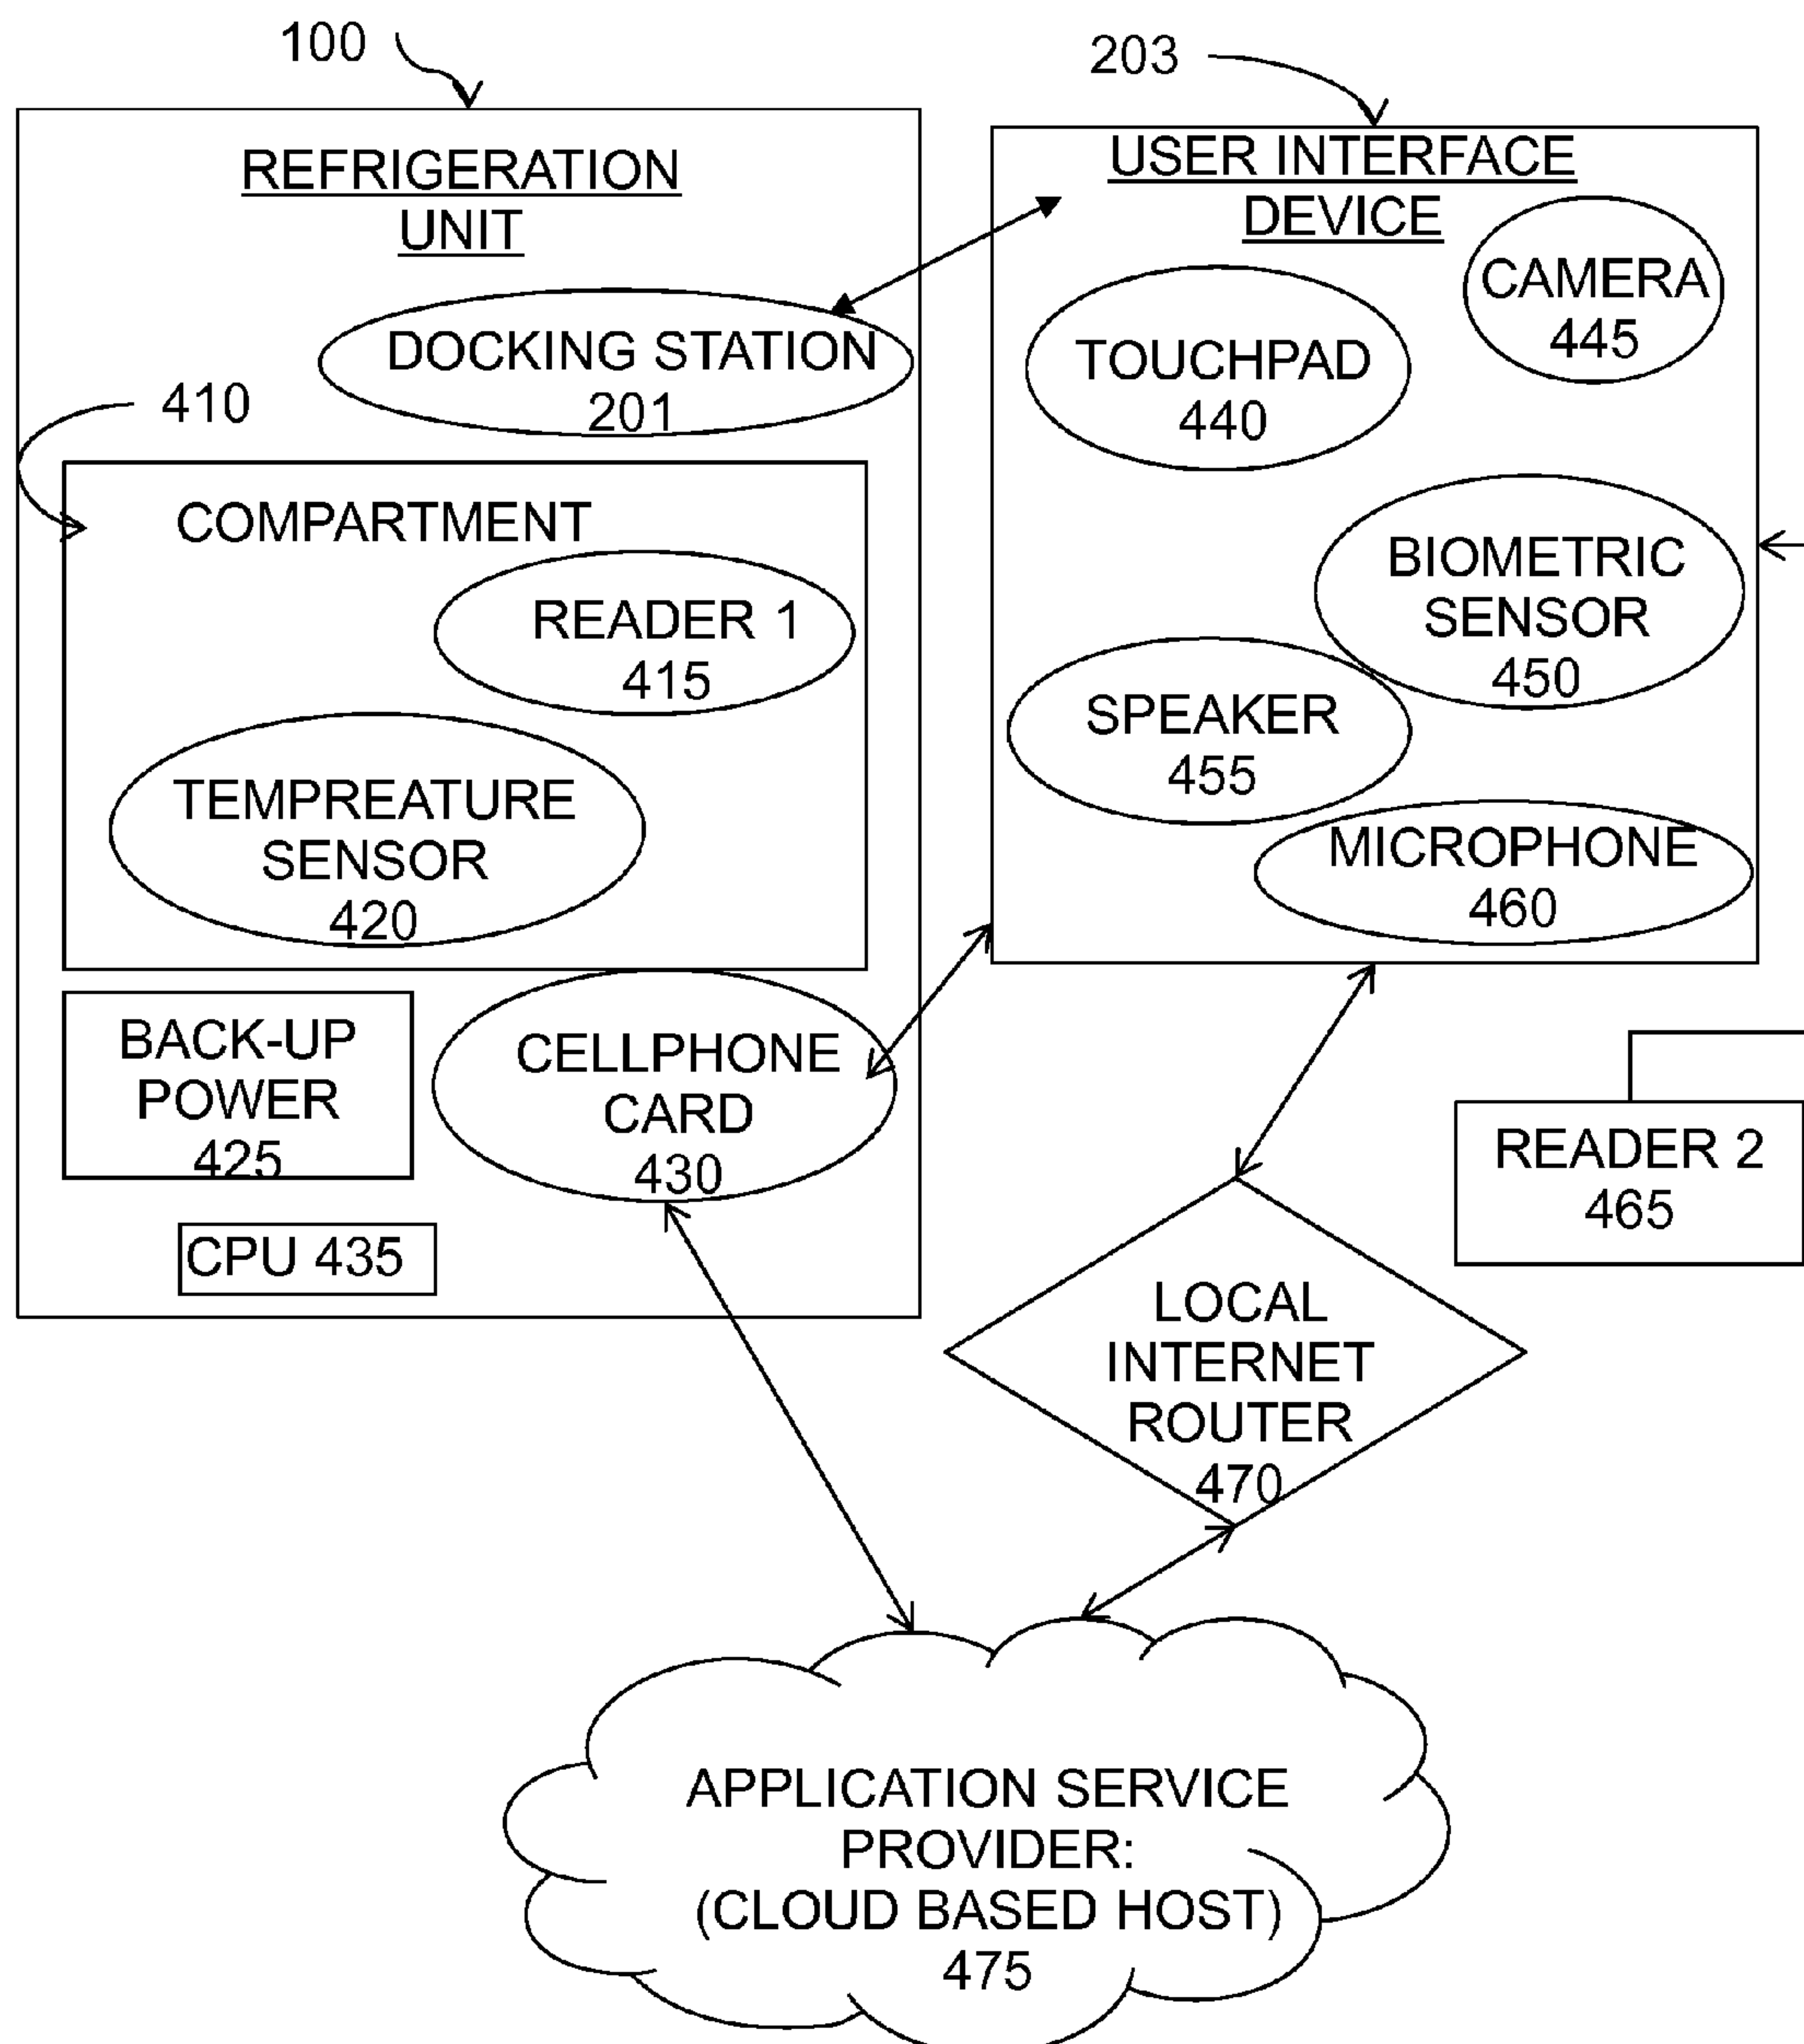 100
REFRIGERATION
UNIT
DOCKING STATION
201
410
COMPARTMENT
READER 1
415
TEMPREATURE
SENSOR
420
BACK-UP
POWER
425
CELLPHONE
CARD
430
CPU 435
203
USER INTERFACE
DEVICE
CAMERA
445
TOUCHPAD
440
BIOMETRIC
SENSOR
450
SPEAKER
455
MICROPHONE
460
READER 2
465
LOCAL
INTERNET
ROUTER
470
APPLICATION SERVICE
PROVIDER:
(CLOUD BASED HOST)
475